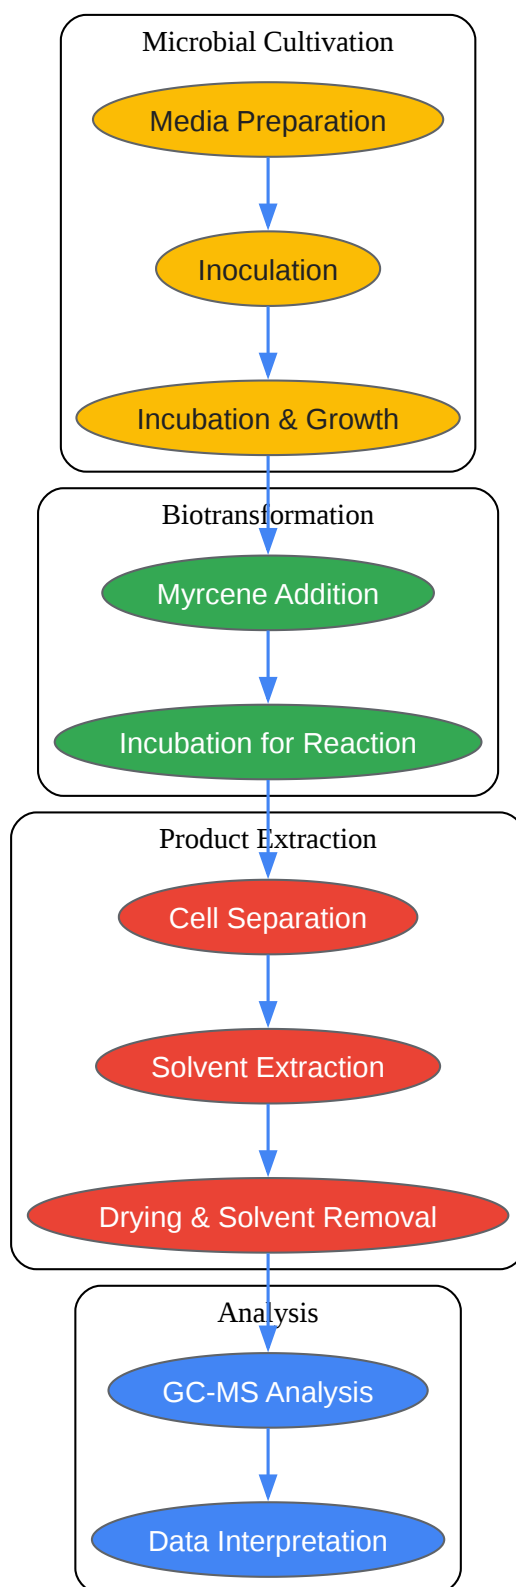 Microbial Cultivation
Media Preparation
Inoculation
Incubation & Growth
Biotransformation
Myrcene Addition
Incubation for Reaction
Product Extraction
Cell Separation
Solvent Extraction
Drying & Solvent Removal
Analysis
GC-MS Analysis
Data Interpretation